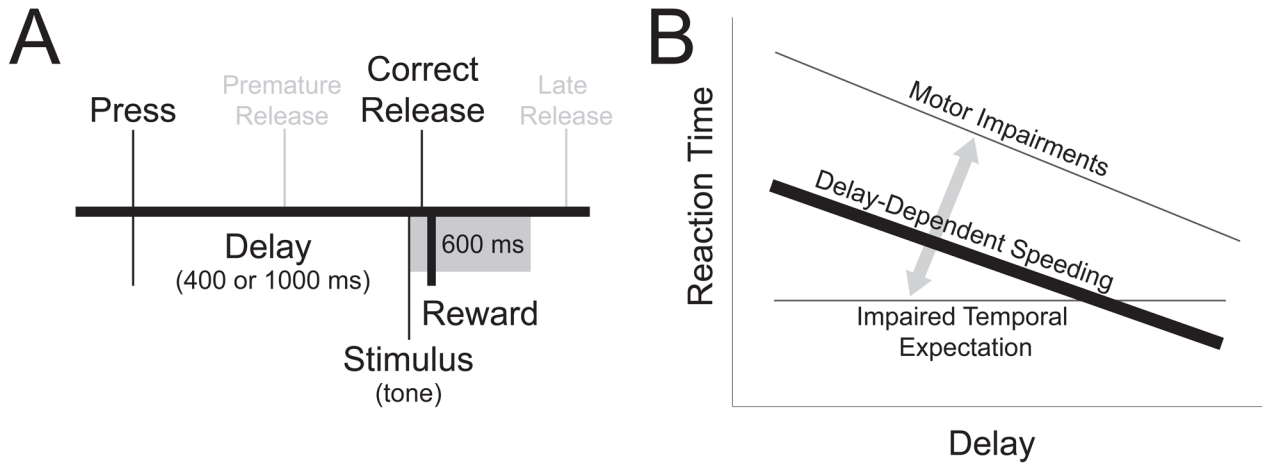 A
Press
Premature
Release
Correct
Release
Late
Release
Delay
(400 or 1000 ms)
600 ms
Reward
Stimulus
(tone)
B
Reaction Time
Motor Impairments
Delay-Dependent Speeding
Impaired Temporal
Expectation
Delay